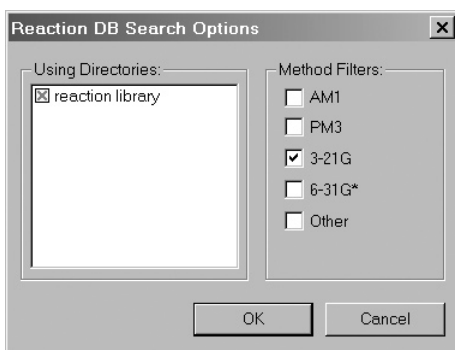 Reaction DB Search Options
Using Directories:
reaction library
Method Filters:
AM1
PM3
3-21G
6-31G*
Other
OK
Cancel